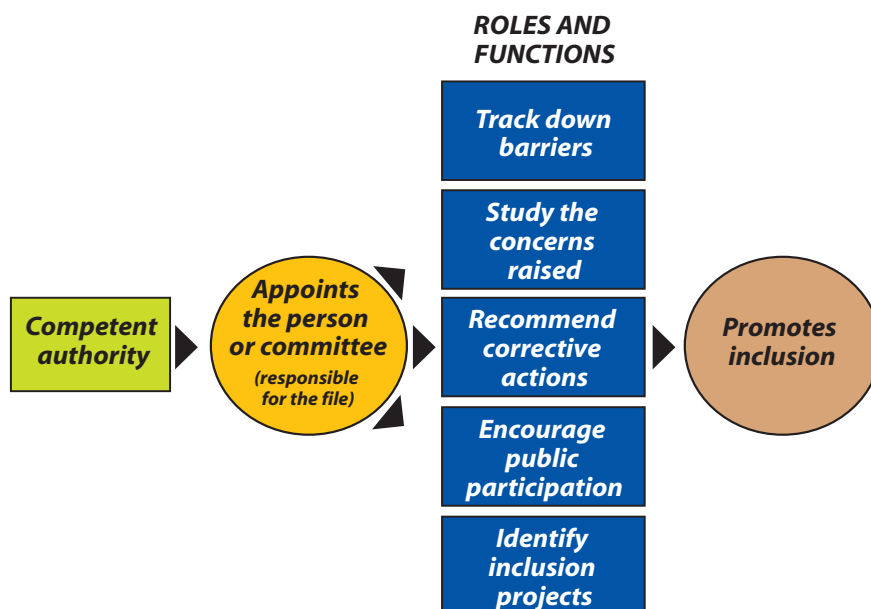 ROLES AND
FUNCTIONS
Track down
barriers
Study the
concerns
raised
Competent
authority
Appoints
the person
or committee
(responsible
for the file)
Recommend
corrective
actions
Promotes
inclusion
Encourage
public
participation
Identify
inclusion
projects